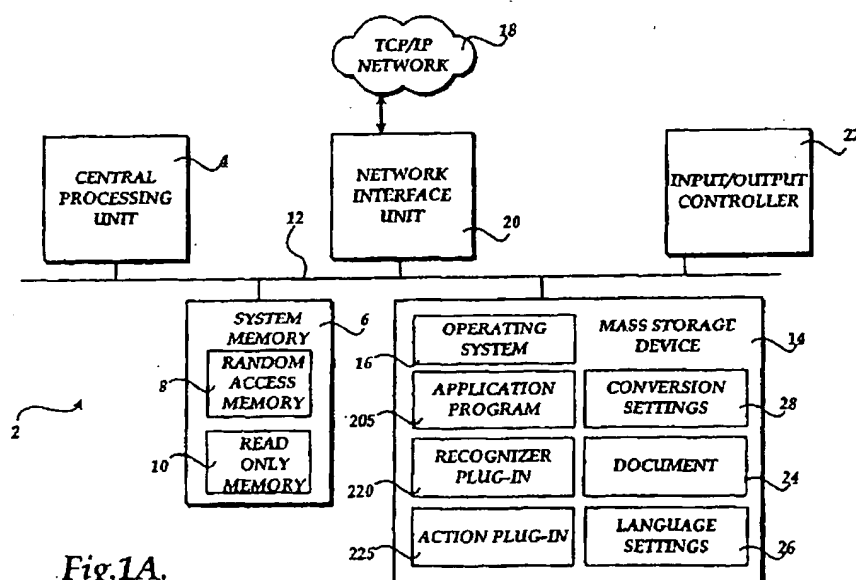 TCP/IP
NETWORK
18
CENTRAL
PROCESSING
UNIT
4
NETWORK
INTERFACE
UNIT
20
INPUT/OUTPUT
CONTROLLER
22
12
SYSTEM
MEMORY
6
RANDOM
ACCESS
MEMORY
8
READ
ONLY
MEMORY
10
2
OPERATING
SYSTEM
16
MASS STORAGE
DEVICE
14
APPLICATION
PROGRAM
205
CONVERSION
SETTINGS
28
RECOGNIZER
PLUG-IN
220
DOCUMENT
24
ACTION PLUG-IN
225
LANGUAGE
SETTINGS
26
Fig.1A.